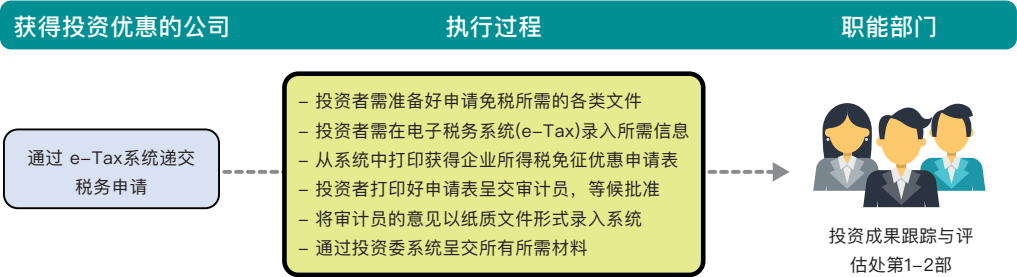 获得投资优惠的公司
执行过程
职能部门
通过 e-Tax系统递交
税务申请
- 投资者需准备好申请免税所需的各类文件
- 投资者需在电子税务系统(e-Tax)录入所需信息
- 从系统中打印获得企业所得税免征优惠申请表
- 投资者打印好申请表呈交审计员，等候批准
- 将审计员的意见以纸质文件形式录入系统
- 通过投资委系统呈交所有所需材料
投资成果跟踪与评
估处第1-2部